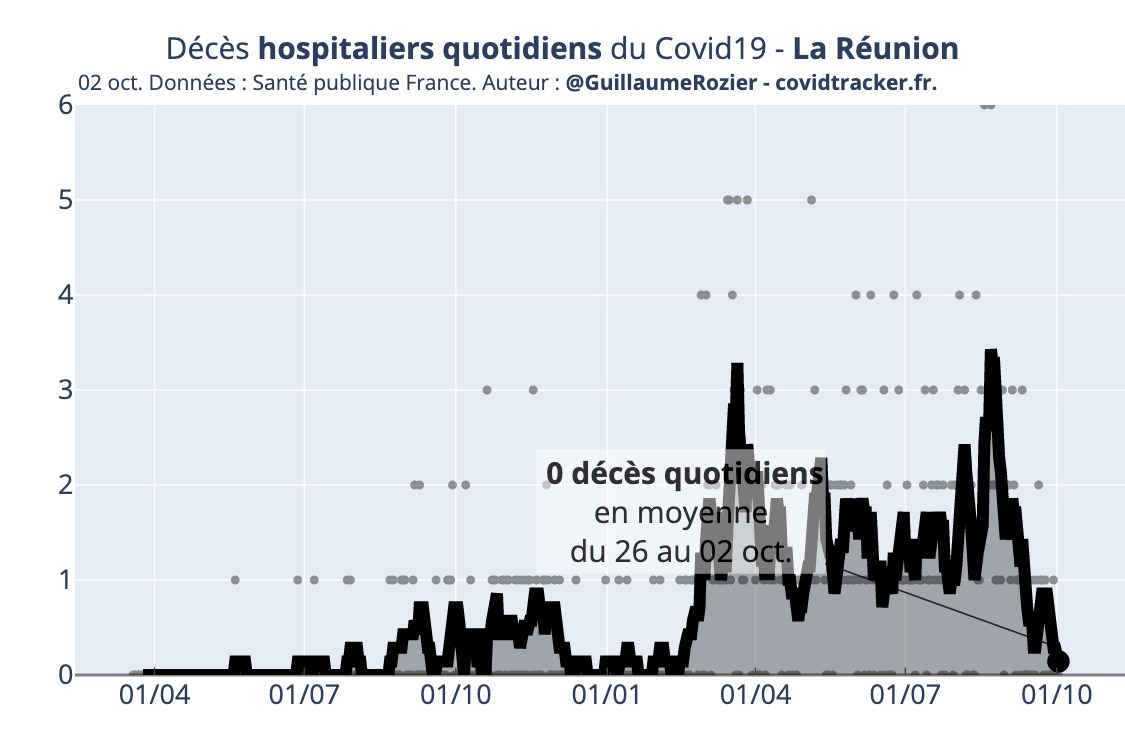 Décès hospitaliers quotidiens du Covid19 - La Réunion
02 oct. Données : Santé publique France. Auteur : @GuillaumeRozier - covidtracker.fr.
6
5
4
3
2
1
0
0 décès quotidiens
en moyenne
du 26 au 02 oct.
01/04 01/07 01/10 01/01 01/04 01/07 01/10